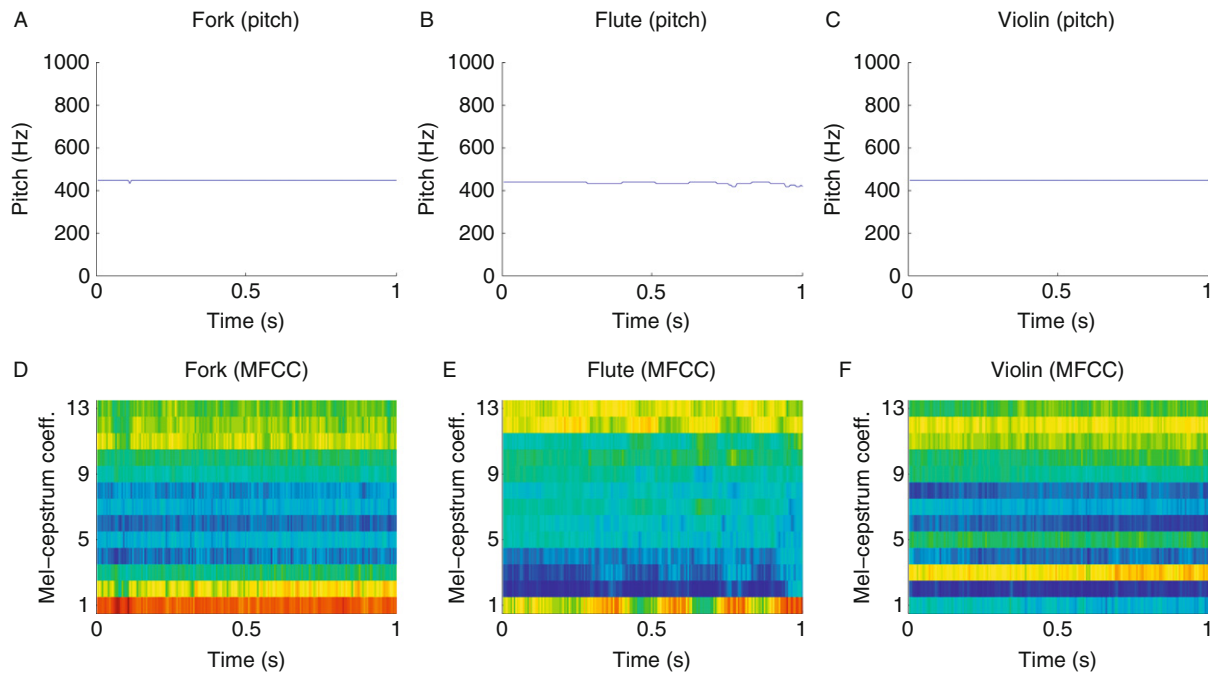 A
Fork (pitch)
1000
800
600
400
200
0
Pitch (Hz)
0
0.5
1
Time (s)
B
Flute (pitch)
1000
800
600
400
200
0
Pitch (Hz)
0
0.5
1
Time (s)
C
Violin (pitch)
1000
800
600
400
200
0
Pitch (Hz)
0
0.5
1
Time (s)
D
Fork (MFCC)
13
9
5
1
Mel–cepstrum coeff.
0
0.5
1
Time (s)
E
Flute (MFCC)
13
9
5
1
Mel–cepstrum coeff.
0
0.5
1
Time (s)
F
Violin (MFCC)
13
9
5
1
Mel–cepstrum coeff.
0
0.5
1
Time (s)